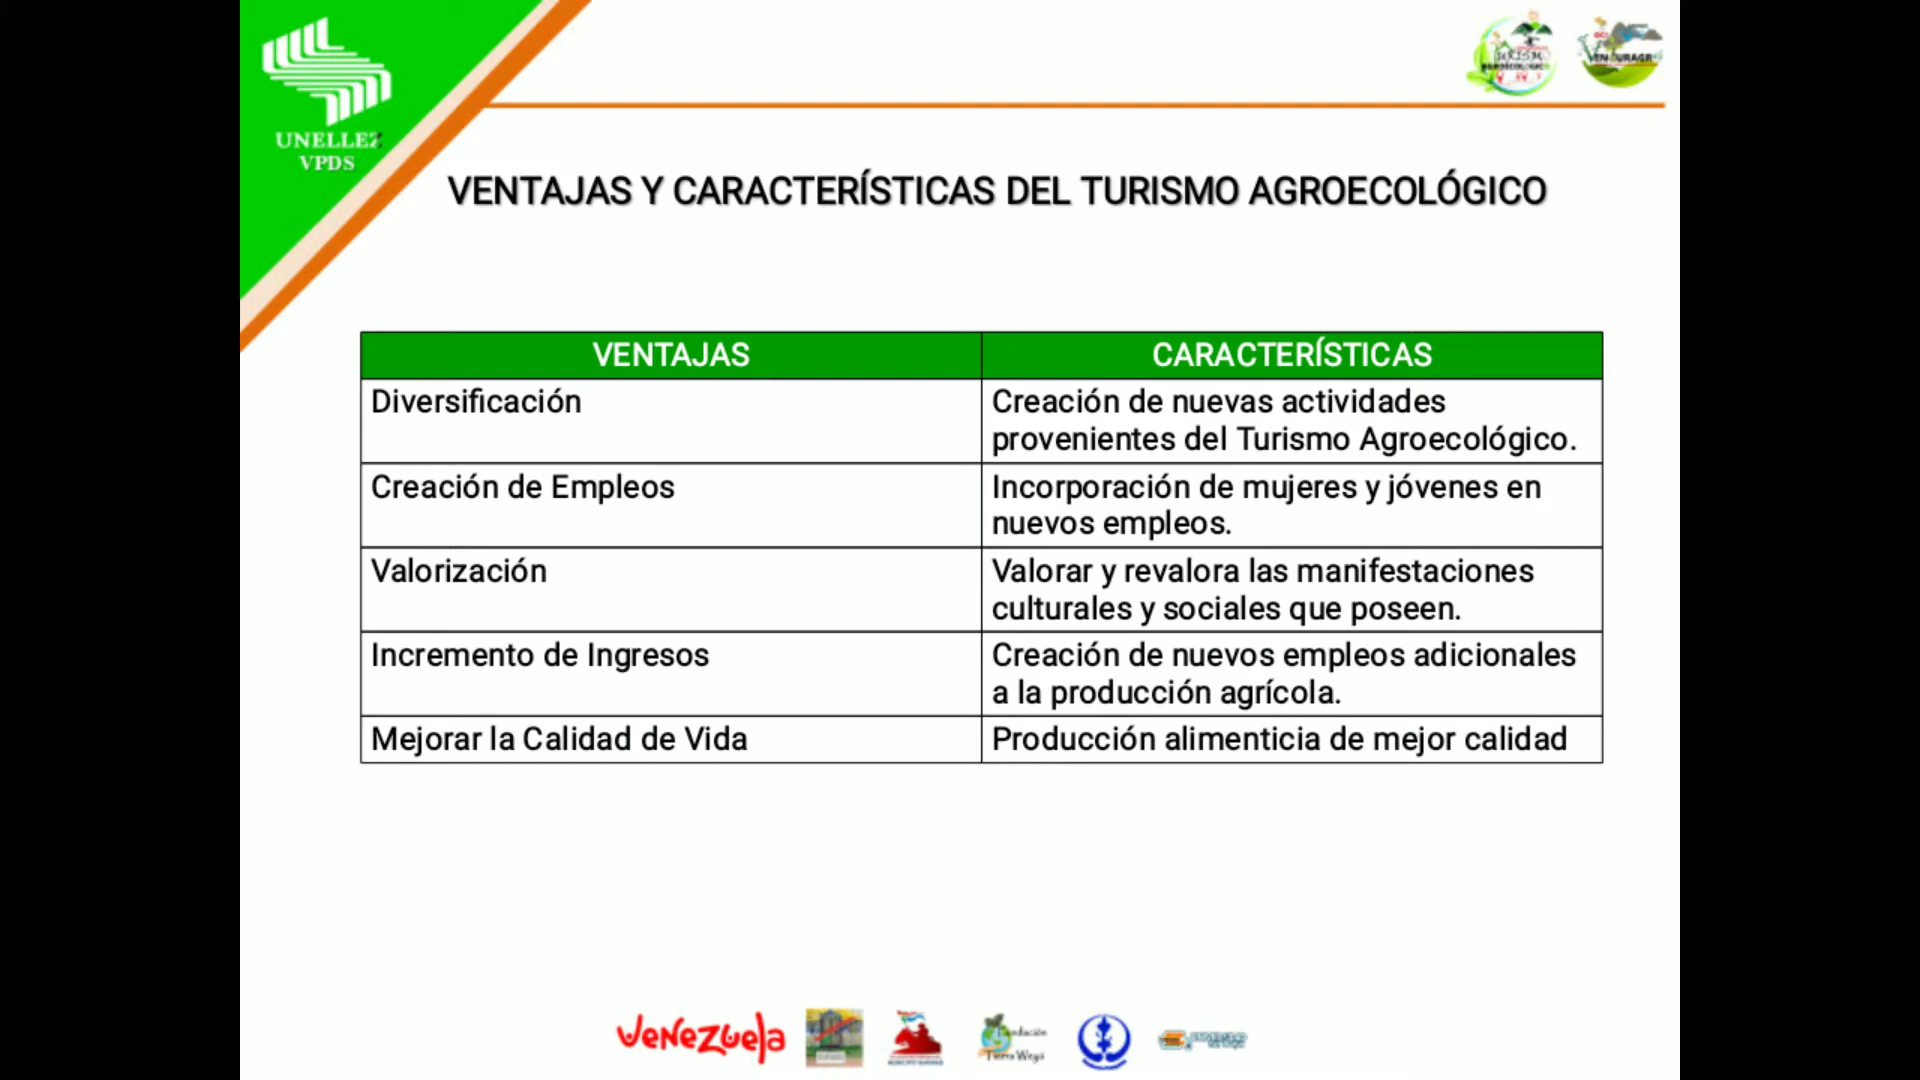 UNELLEZ
VPDS
VENTAJAS Y CARACTERÍSTICAS DEL TURISMO AGROECOLÓGICO
VENTAJAS
CARACTERÍSTICAS
Diversificación
Creación de nuevas actividades
provenientes del Turismo Agroecológico.
Creación de Empleos
Incorporación de mujeres y jóvenes en
nuevos empleos.
Valorización
Valorar y revalora las manifestaciones
culturales y sociales que poseen.
Incremento de Ingresos
Creación de nuevos empleos adicionales
a la producción agrícola.
Mejorar la Calidad de Vida
Producción alimenticia de mejor calidad
Venezuela
Fundación